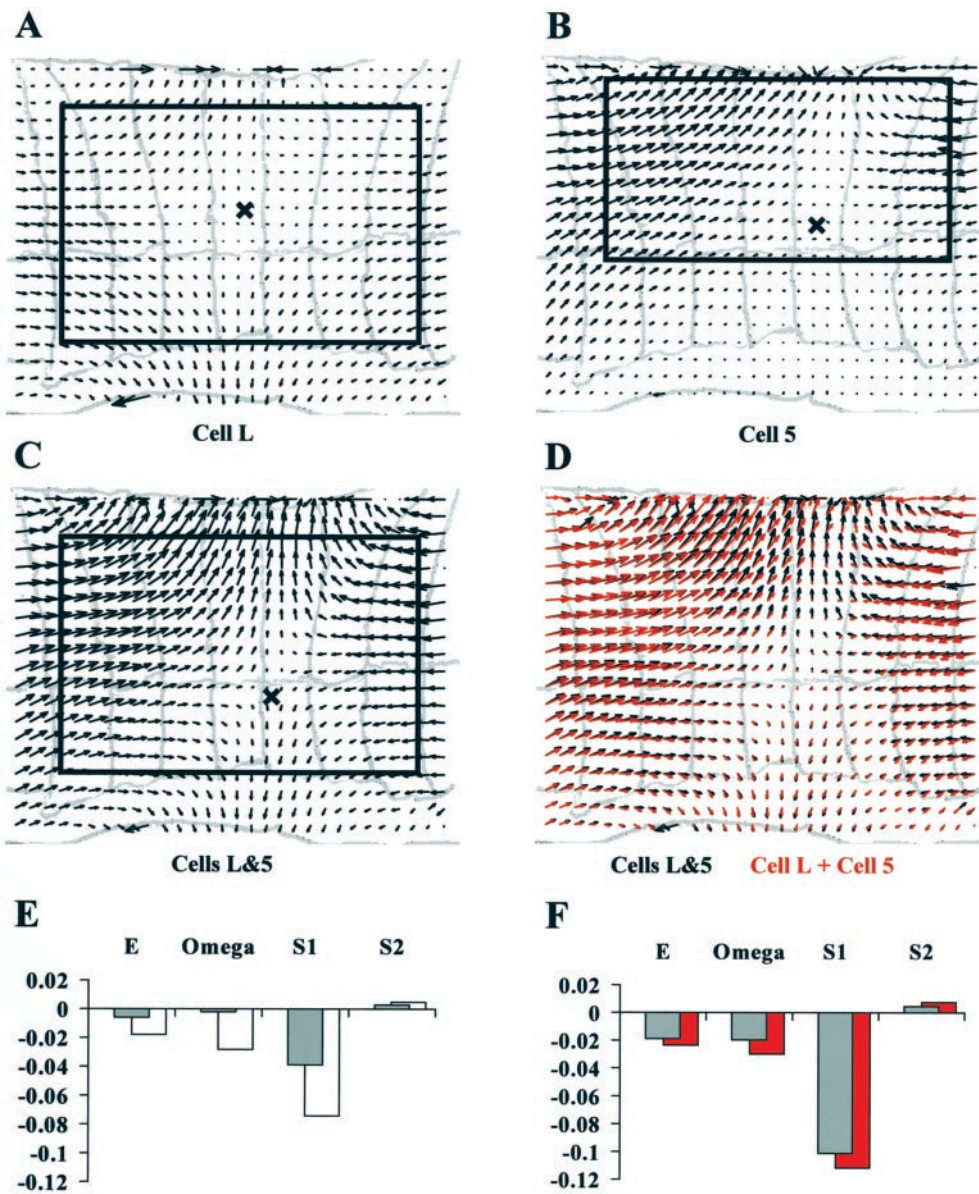 A
B
Cell L
Cell 5
C
D
Cells L&5
Cells L&5 Cell L + Cell 5
E
F
E Omega S1 S2
0.02
0
-0.02
-0.04
-0.06
-0.08
-0.1
-0.12
E Omega S1 S2
0.02
0
-0.02
-0.04
-0.06
-0.08
-0.1
-0.12